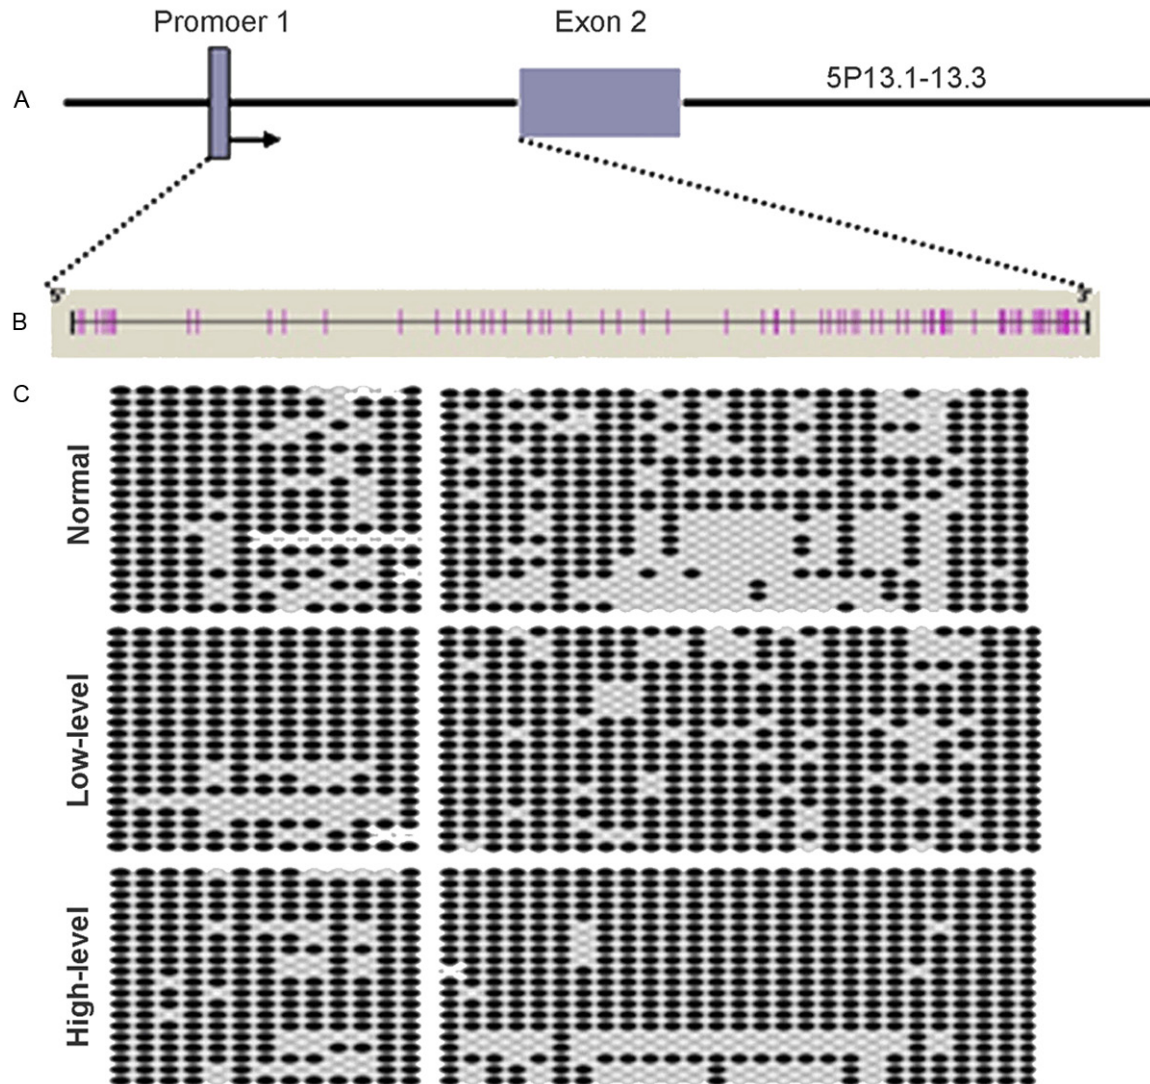 Promoer 1
Exon 2
5P13.1-13.3
A
5'
3'
B
C
Normal
Low-level
High-level